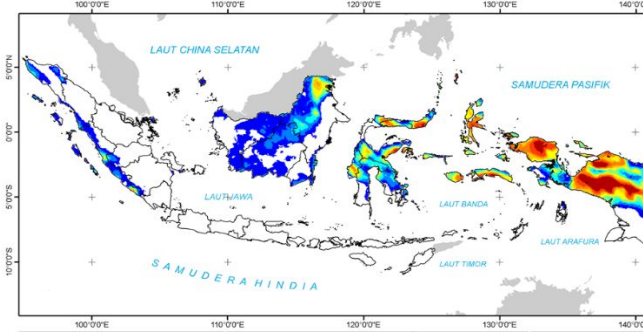 100°0'0"E 110°0'0"E 120°0'0"E 130°0'0"E 140°0'
LAUT CHINA SELATAN
SAMUDERA PASIFIK
5°0'0"N
0°0'0"
5°0'0"S
10°0'0"S
LAUT JAWA
LAUT BANDA
LAUT ARAFURA
LAUT TIMOR
SAMUDERA HINDIA
100°0'0"E 110°0'0"E 120°0'0"E 130°0'0"E 140°0'